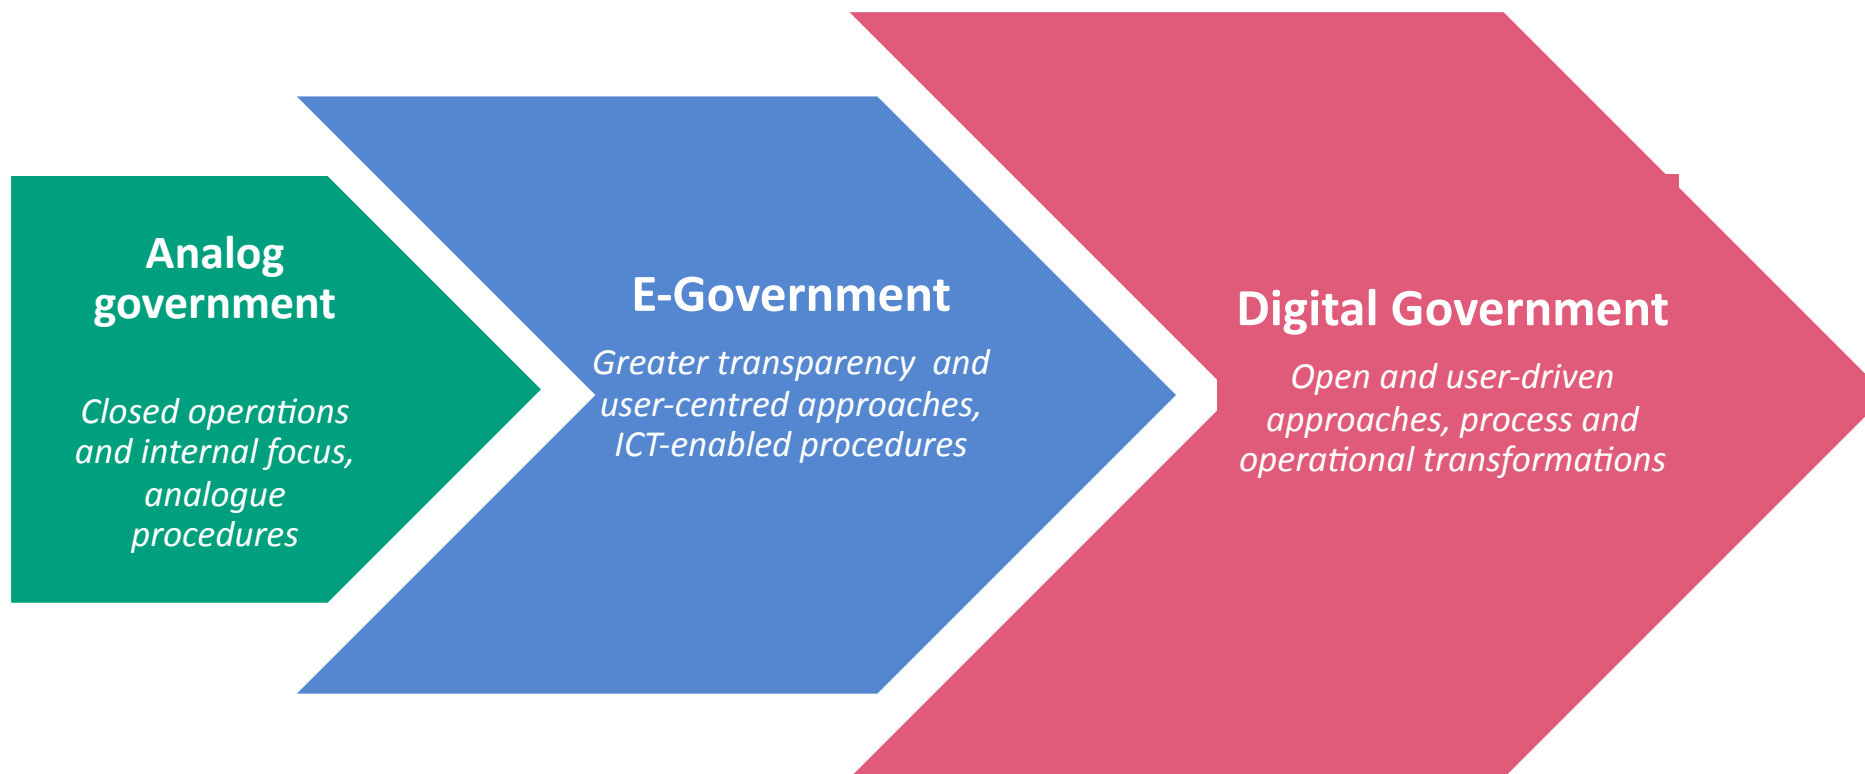 Analog
government
Closed operations
and internal focus,
analogue
procedures
E-Government
Greater transparency  and
user-centred approaches,
ICT-enabled procedures
Digital Government
Open and user-driven
approaches, process and
operational transformations